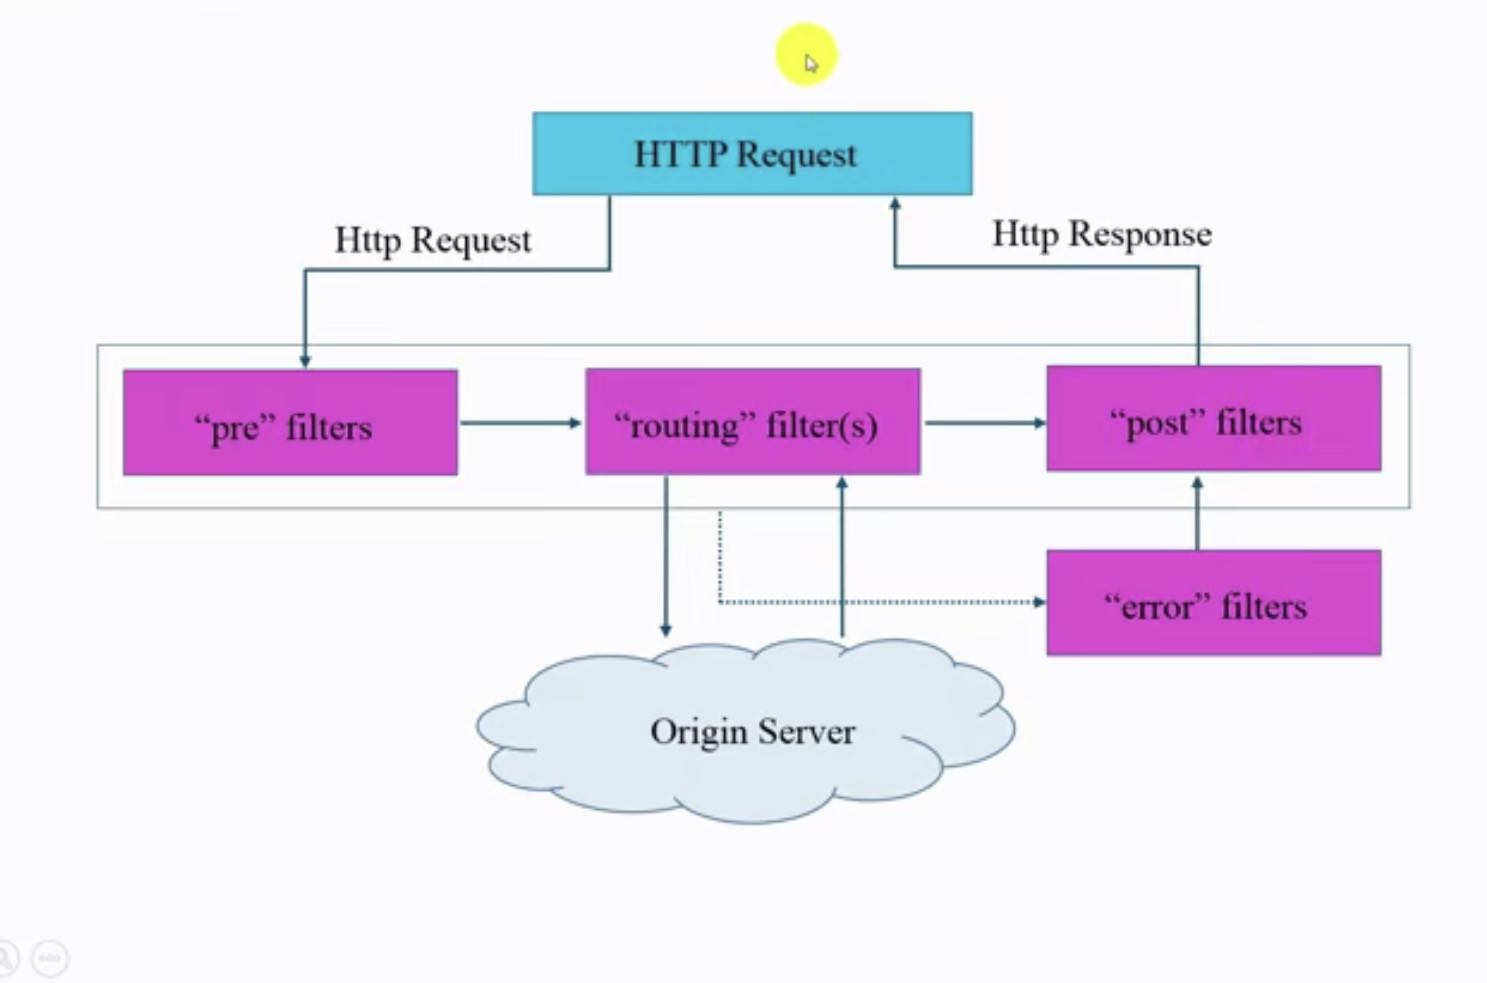 HTTP Request
Http Request
Http Response
“pre” filters
“routing” filter(s)
“post” filters
“error” filters
Origin Server